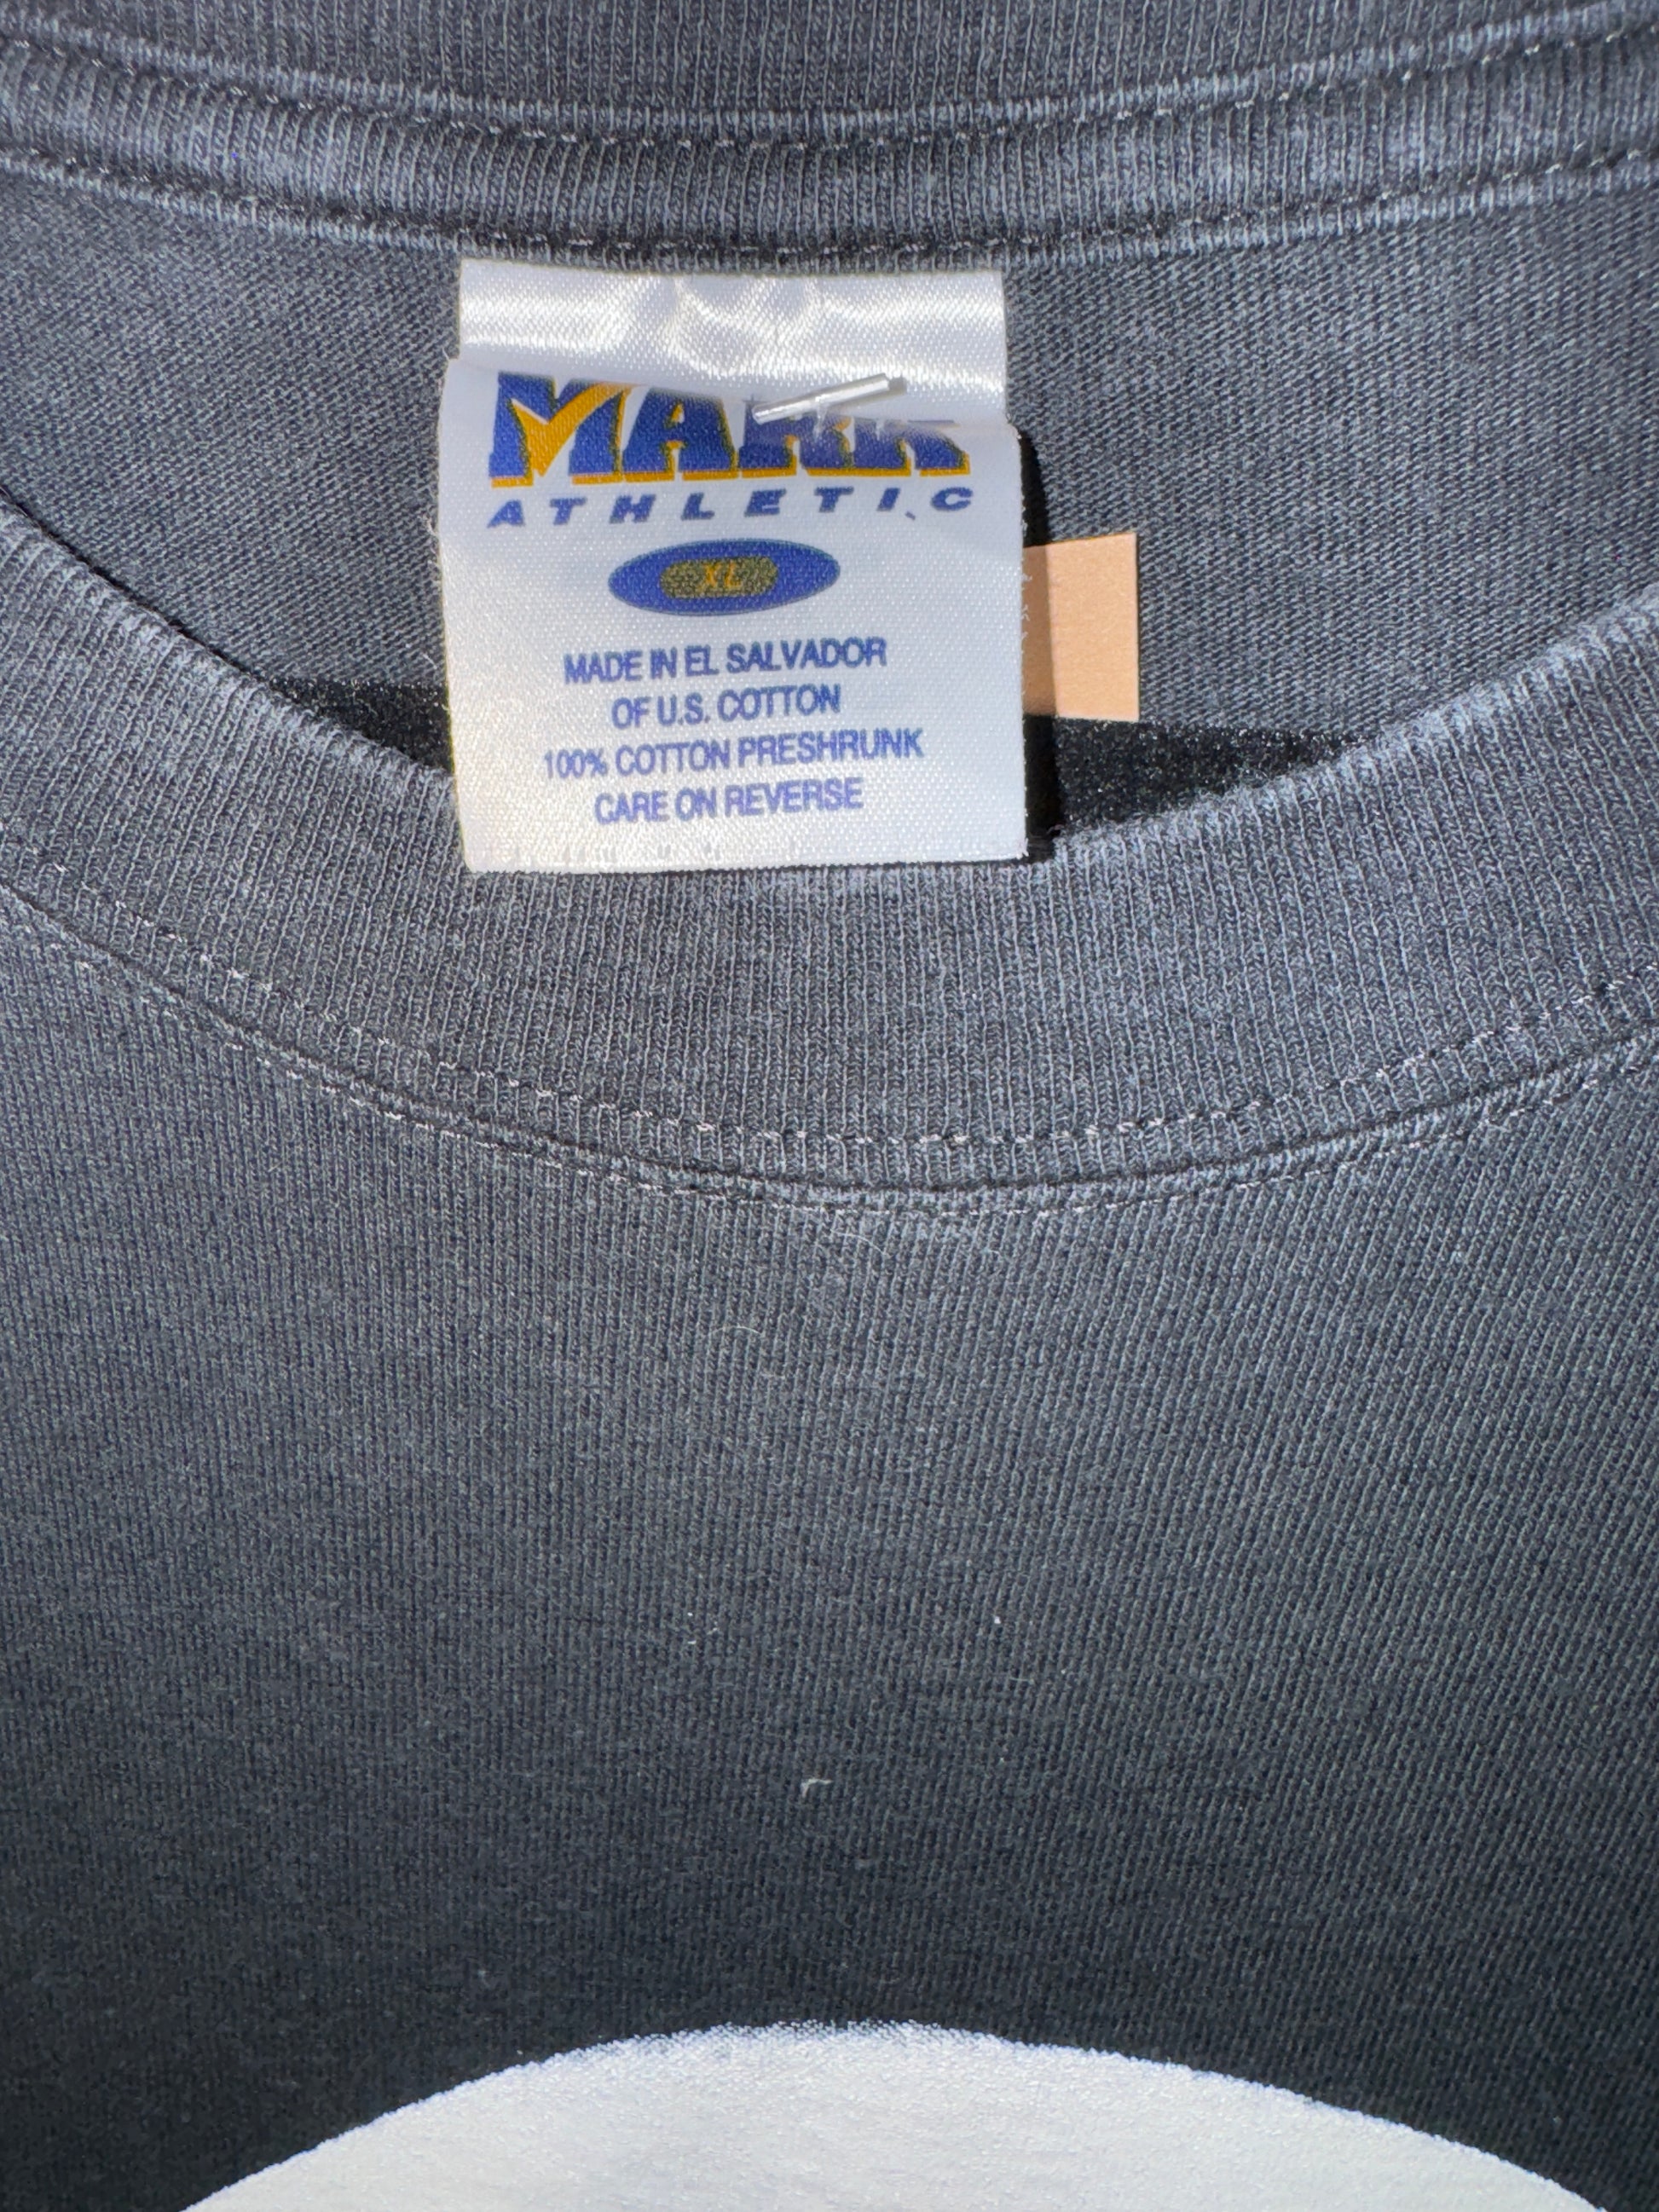 MARK
ATHLETIC
XL
MADE IN EL SALVADOR
OF U.S. COTTON
100% COTTON PRESHRUNK
CARE ON REVERSE